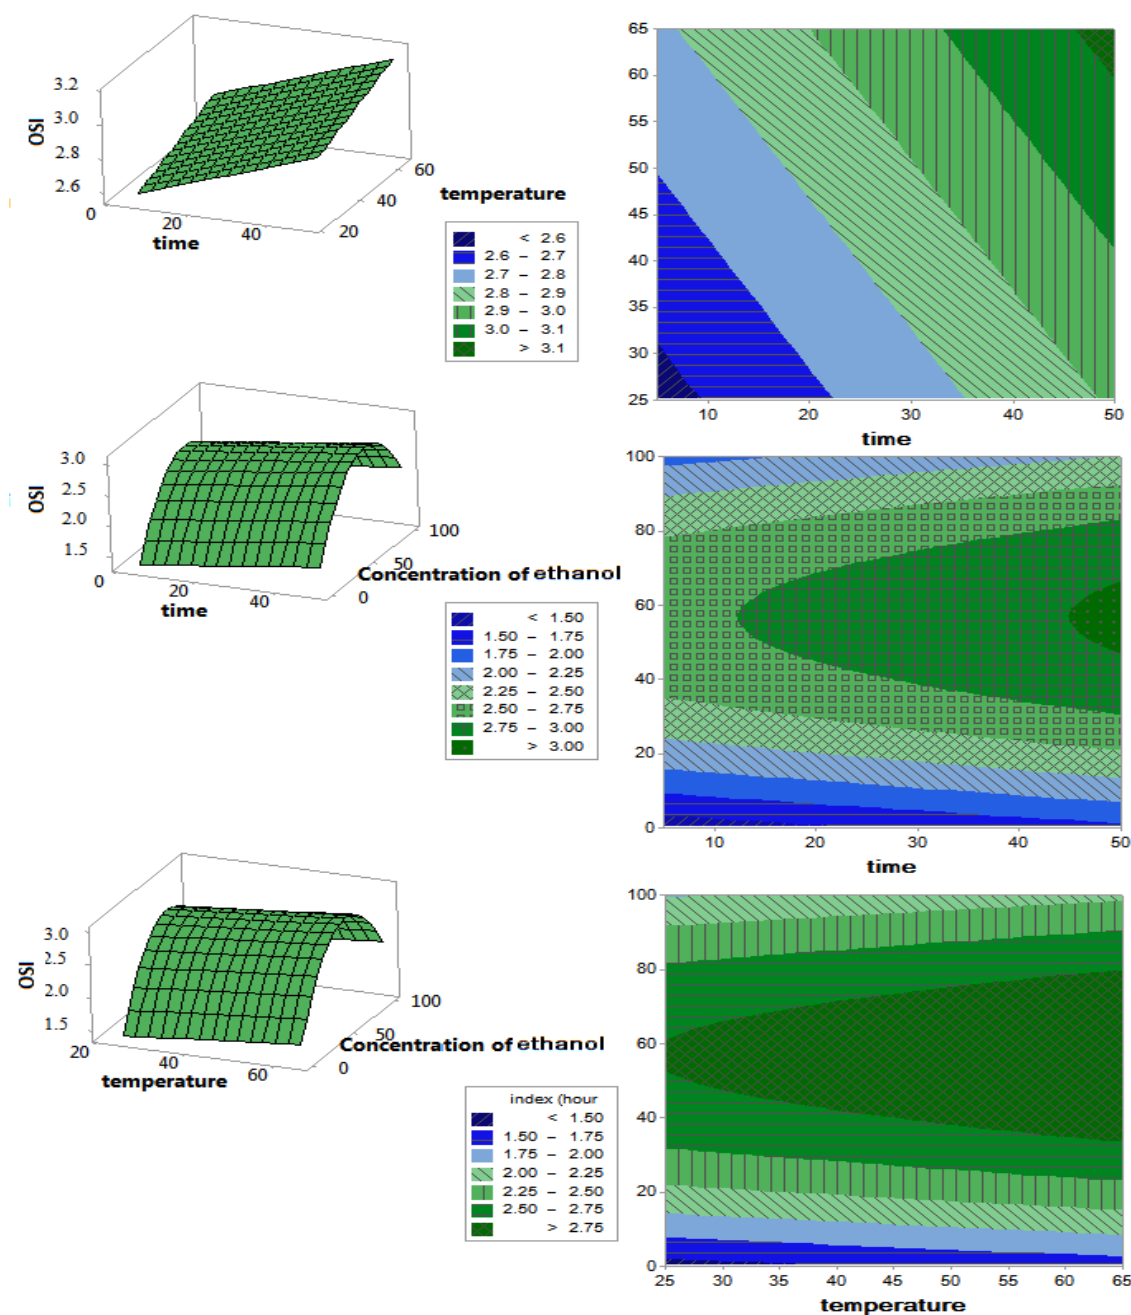 3.2
3.0
2.8
2.6
OSI
0
20
40
time
20
40
60
temperature
< 2.6
2.6 – 2.7
2.7 – 2.8
2.8 – 2.9
2.9 – 3.0
3.0 – 3.1
> 3.1
65
60
55
50
45
40
35
30
25
10
20
30
40
50
time
3.0
2.5
2.0
1.5
OSI
0
20
40
time
0
50
100
Concentration of ethanol
< 1.50
1.50 – 1.75
1.75 – 2.00
2.00 – 2.25
2.25 – 2.50
2.50 – 2.75
2.75 – 3.00
> 3.00
100
80
60
40
20
0
10
20
30
40
50
time
3.0
2.5
2.0
1.5
OSI
20
40
60
temperature
0
50
100
Concentration of ethanol
index (hour
< 1.50
1.50 – 1.75
1.75 – 2.00
2.00 – 2.25
2.25 – 2.50
2.50 – 2.75
> 2.75
100
80
60
40
20
0
25
30
35
40
45
50
55
60
65
temperature